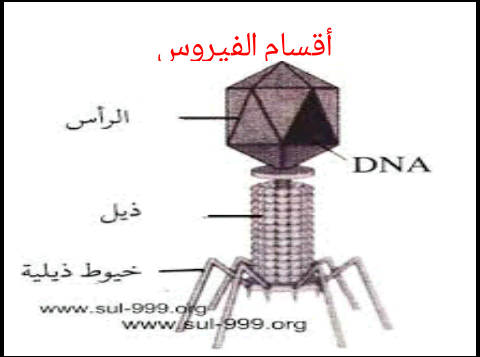 أقسام الفيروس
الرأس
DNA
ذيل
خيوط ذيلية
www.sul-999.org
www.sul-999.org